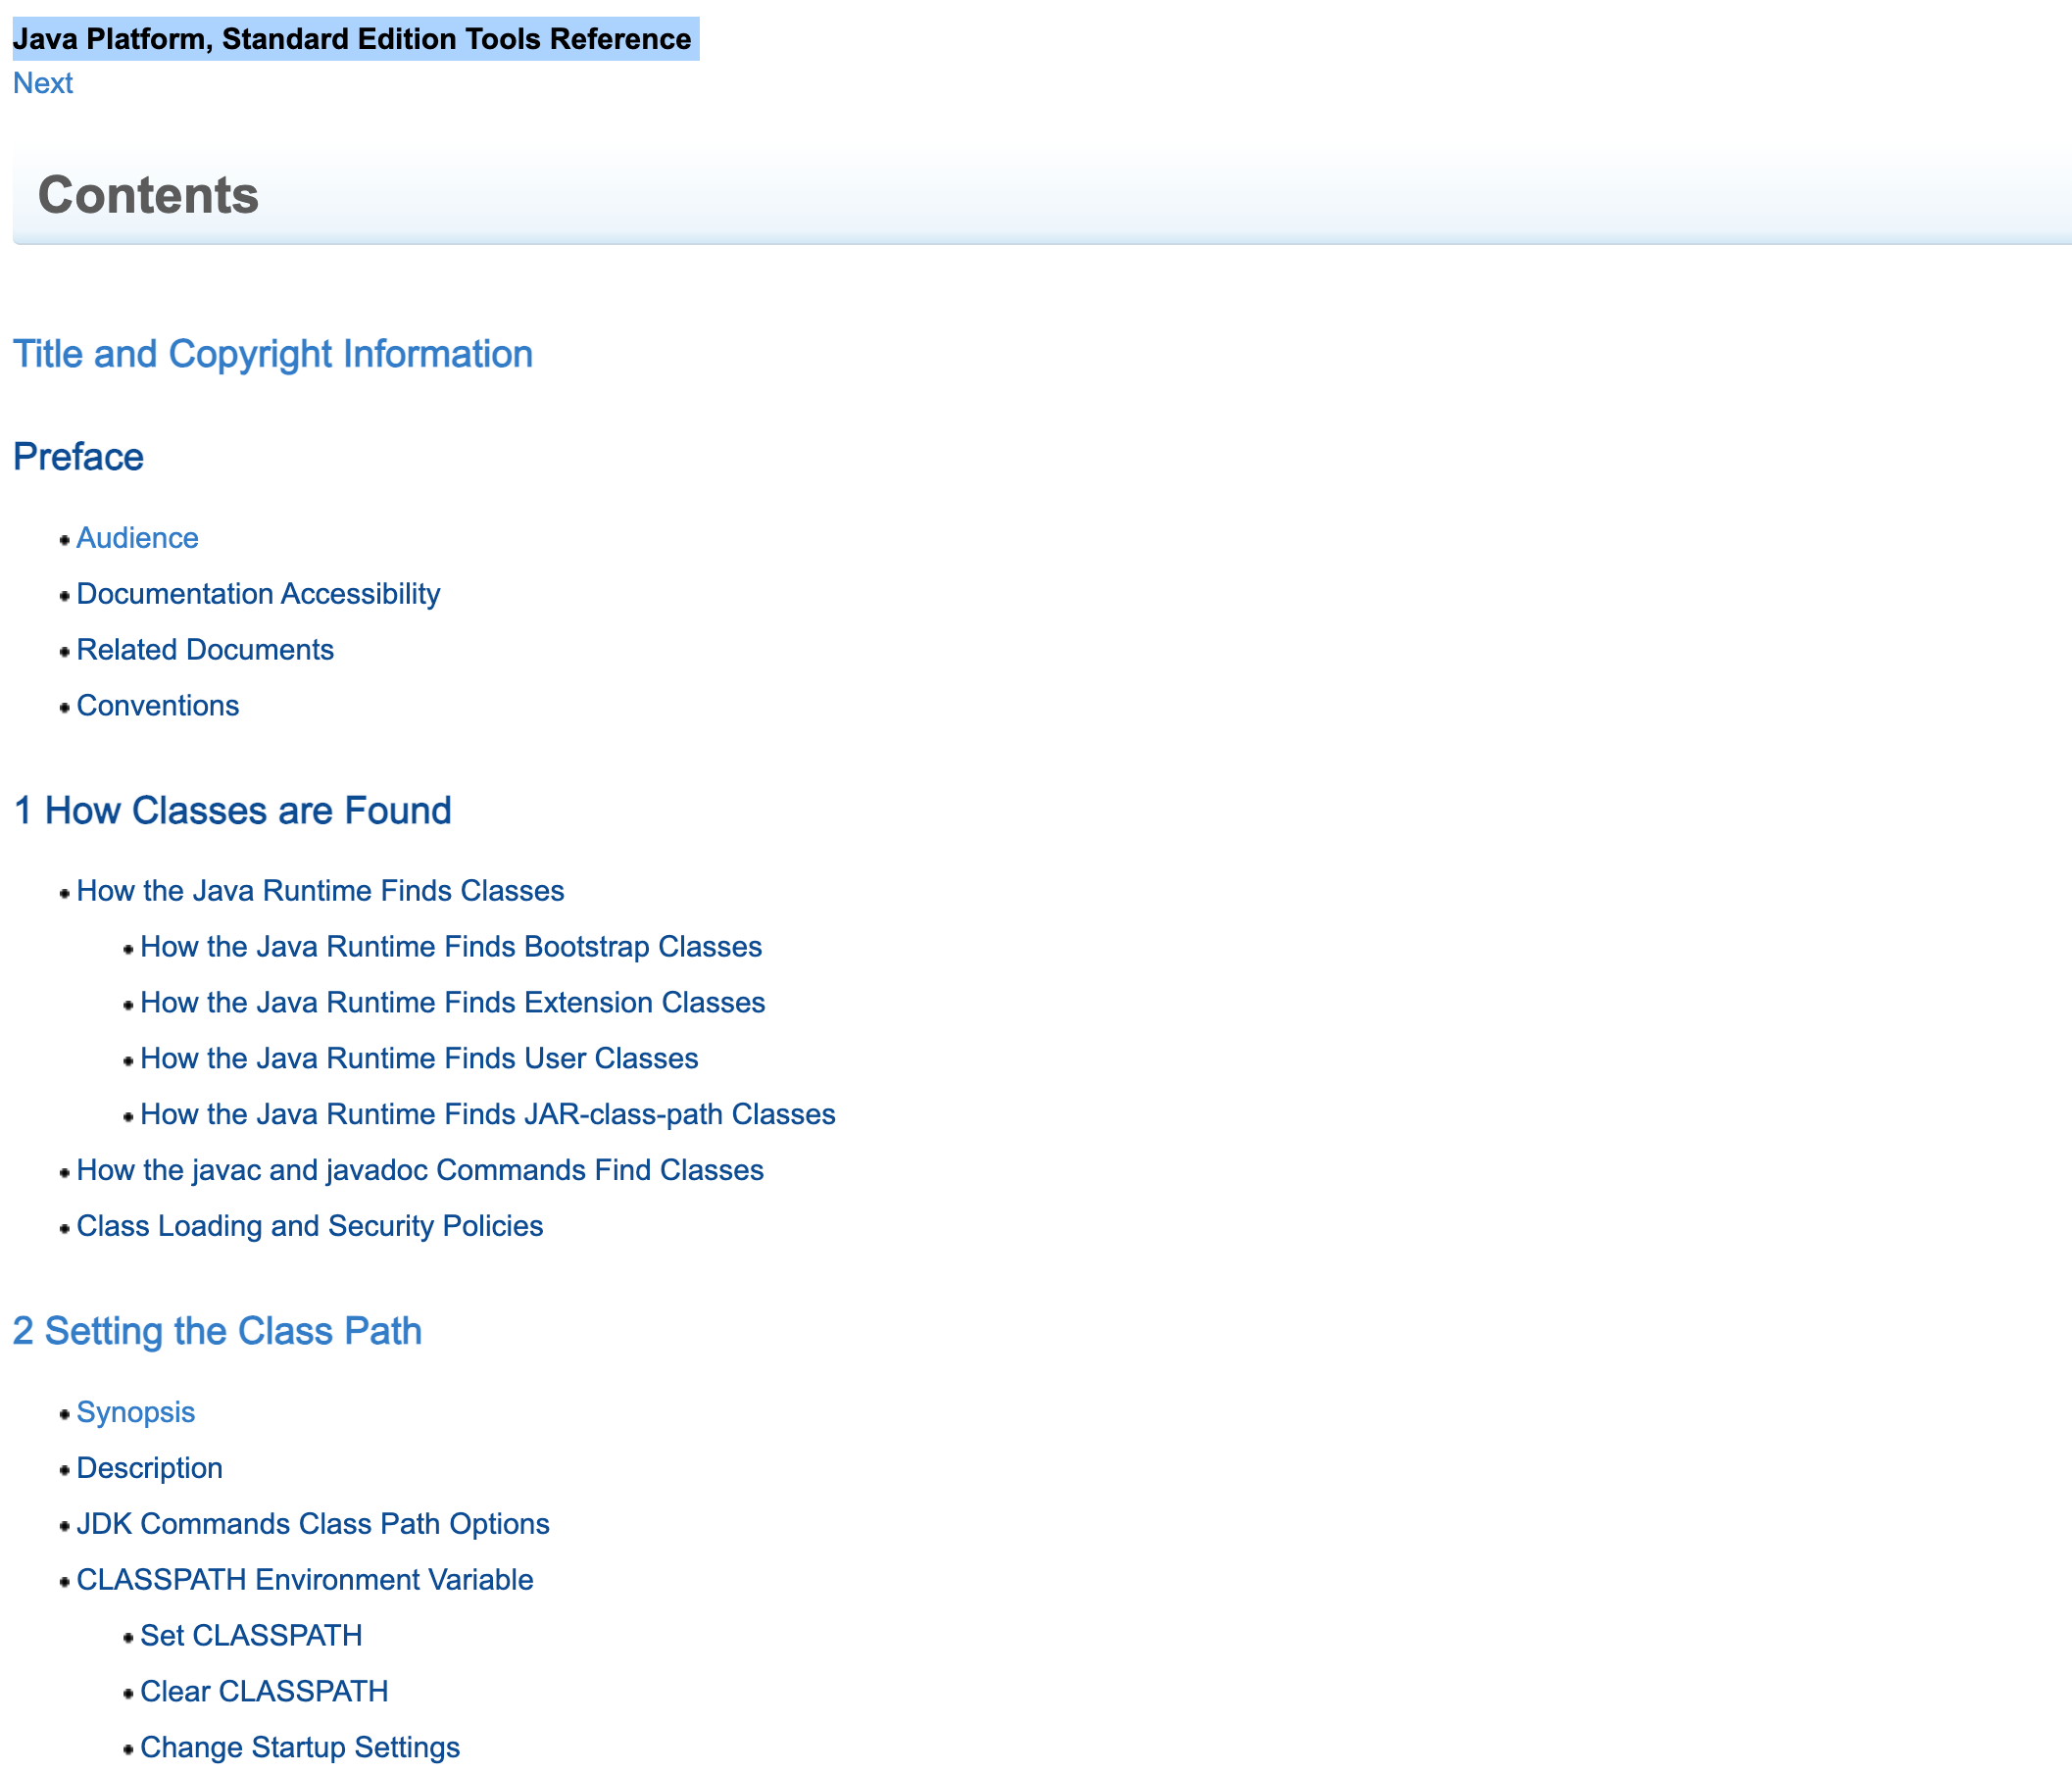 Java Platform, Standard Edition Tools Reference
Next
Contents
Title and Copyright Information
Preface
Audience
Documentation Accessibility
Related Documents
Conventions
1 How Classes are Found
How the Java Runtime Finds Classes
How the Java Runtime Finds Bootstrap Classes
How the Java Runtime Finds Extension Classes
How the Java Runtime Finds User Classes
How the Java Runtime Finds JAR-class-path Classes
How the javac and javadoc Commands Find Classes
Class Loading and Security Policies
2 Setting the Class Path
Synopsis
Description
JDK Commands Class Path Options
CLASSPATH Environment Variable
Set CLASSPATH
Clear CLASSPATH
Change Startup Settings